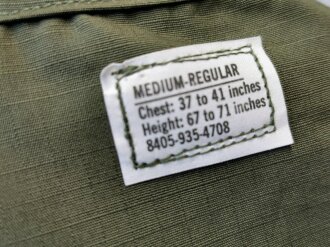 MEDIUM-REGULAR
Chest: 37 to 41 inches
Height: 67 to 71 inches
8405-935-4708